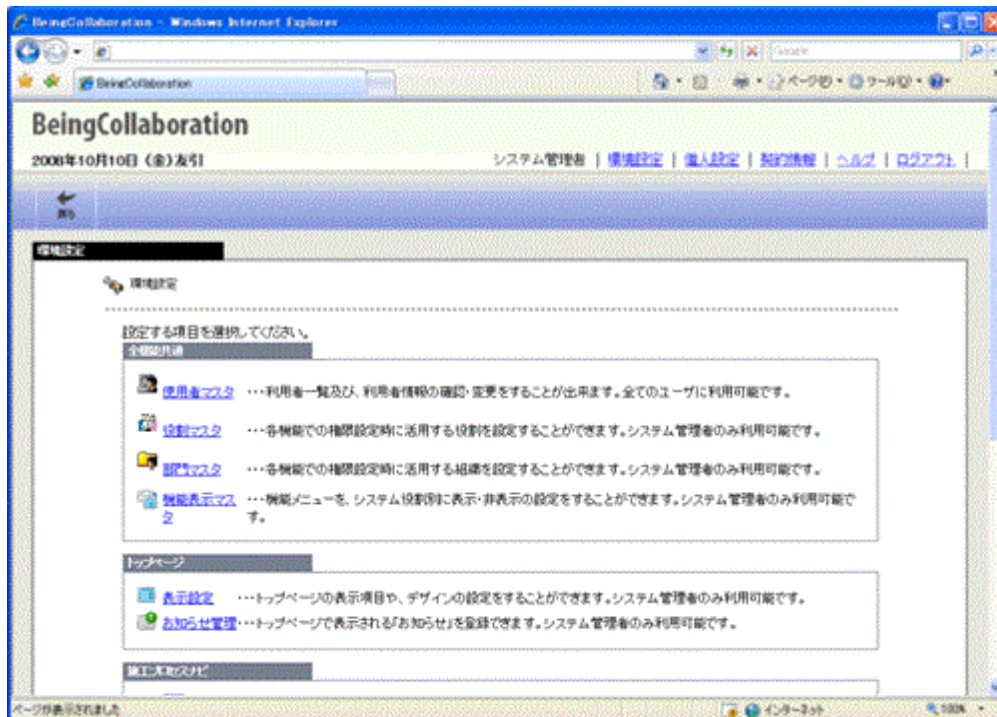 BeingCollaboration - Windows Internet Explorer
Google
BeingCollaboration
ページ(P) ツール(O)
BeingCollaboration
2008年10月10日 (金)友引
システム管理者 | 環境設定 | 個人設定 | 契約情報 | ヘルプ | ログアウト |
戻り
環境設定
環境設定
設定する項目を選択してください。
全機能共通
使用者マスタ ・・・利用者一覧及び、利用者情報の確認・変更をすることが出来ます。全てのユーザに利用可能です。
役割マスタ ・・・各機能での権限設定時に活用する役割を設定することができます。システム管理者のみ利用可能です。
部門マスタ ・・・各機能での権限設定時に活用する組織を設定することができます。システム管理者のみ利用可能です。
機能表示マス ・・・機能メニューを、システム役割別に表示・非表示の設定をすることができます。システム管理者のみ利用可能で
タ す。
トップページ
表示設定 ・・・トップページの表示項目や、デザインの設定をすることができます。システム管理者のみ利用可能です。
お知らせ管理・・・トップページで表示される「お知らせ」を登録できます。システム管理者のみ利用可能です。
ページが表示されました
インターネット
100%